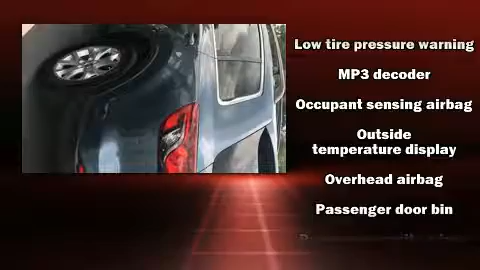 Low tire pressure warning
MP3 decoder
Occupant sensing airbag
Outside
temperature display
Overhead airbag
Passenger door bin